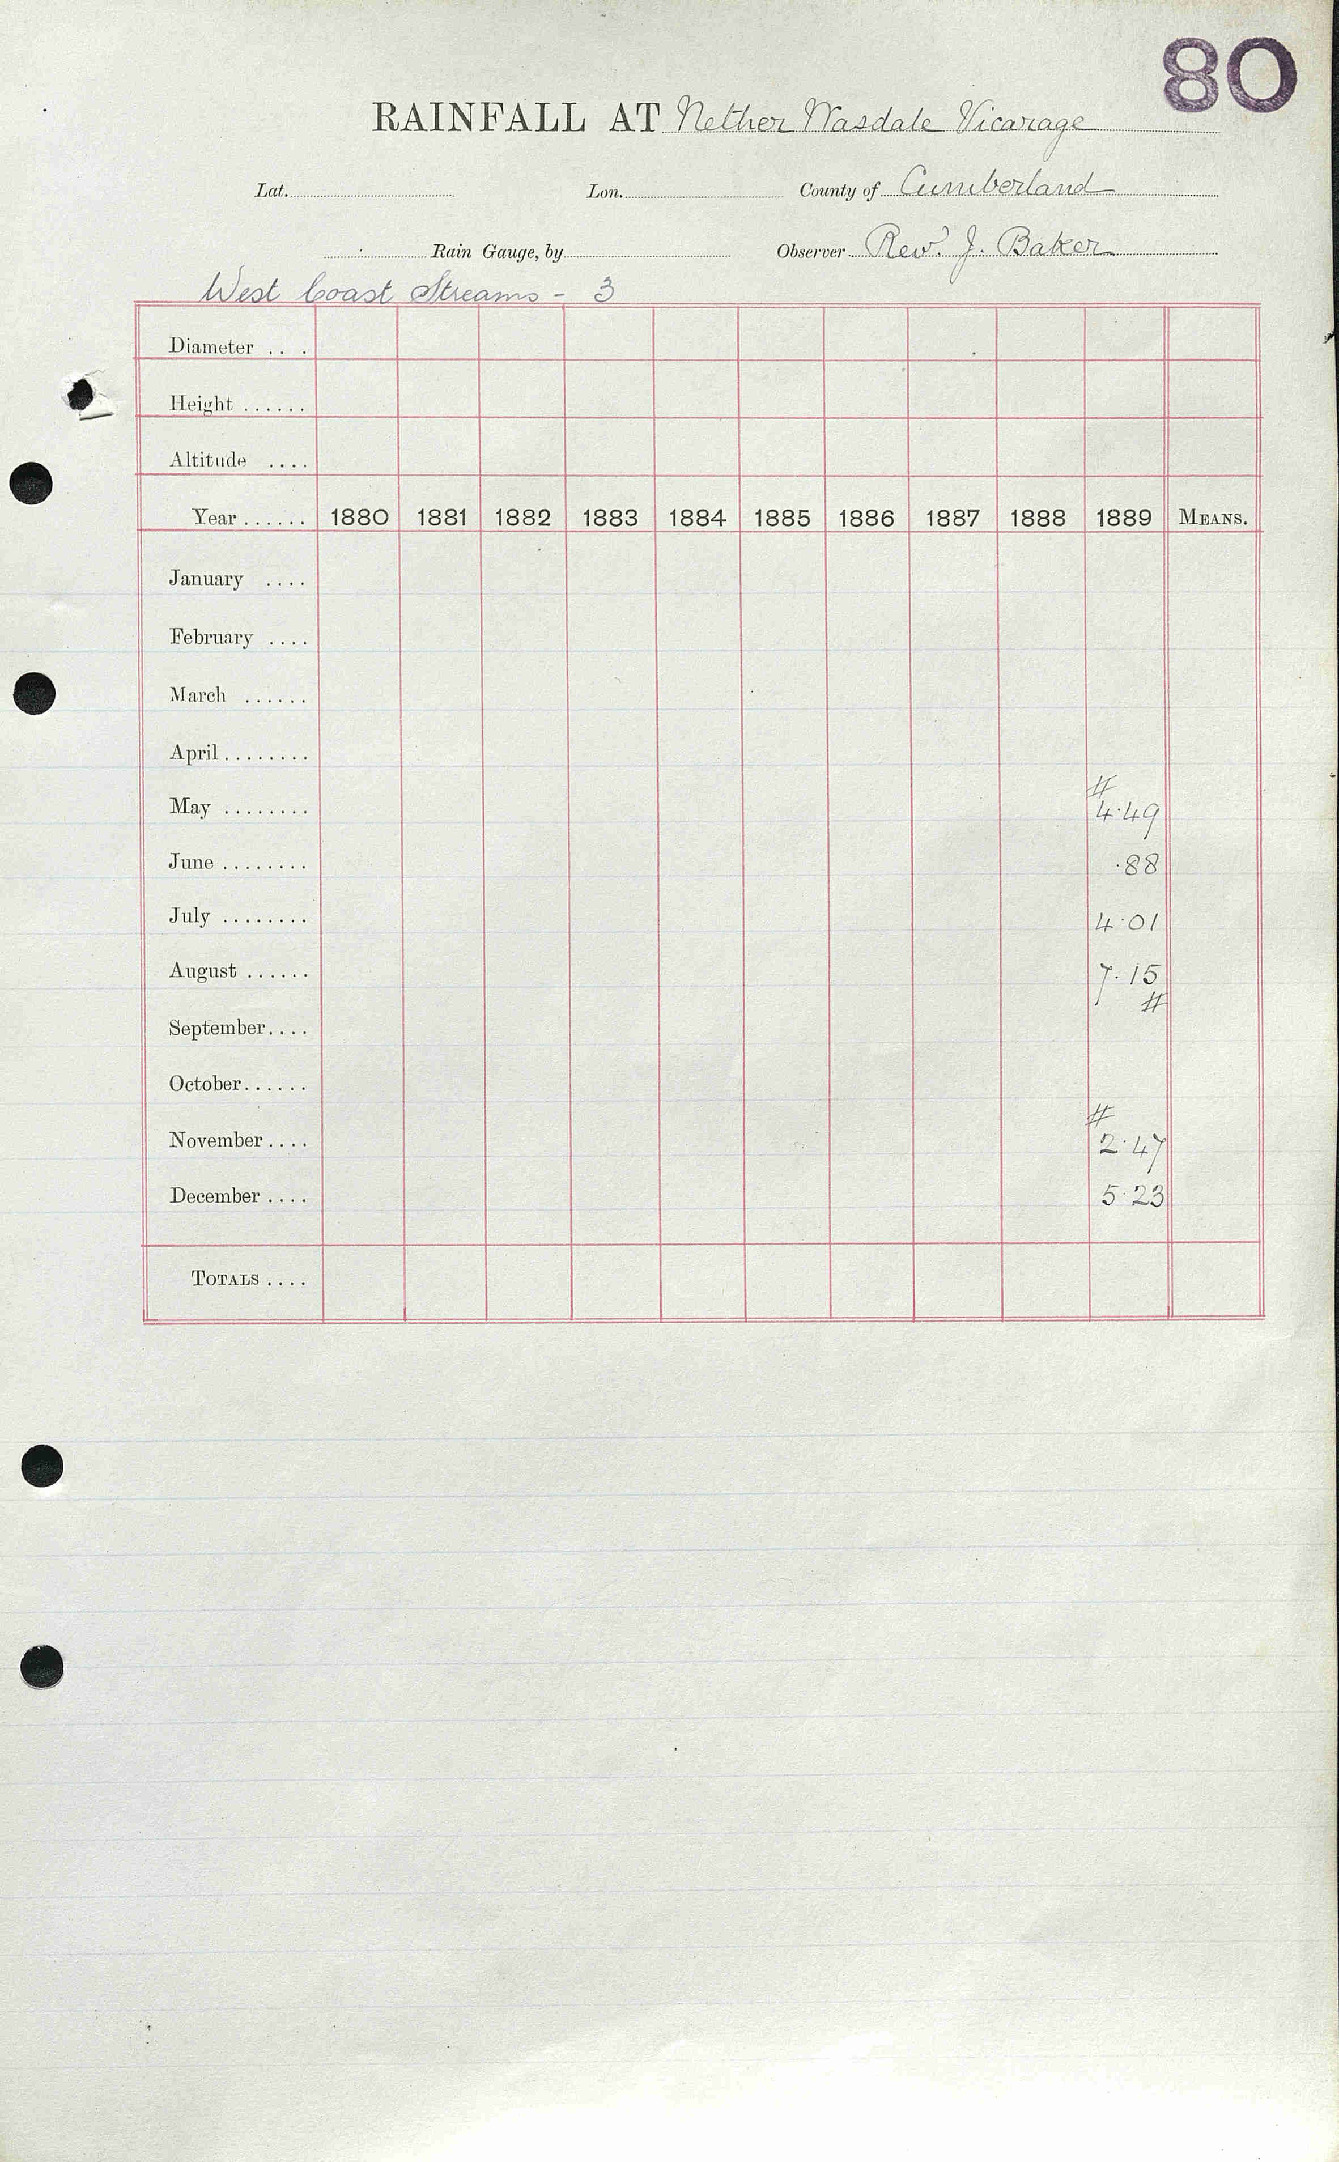 80
RAINFALL AT Nether Wasdale Vicarage
Lat. Lon. County of Cumberland
Rain Gauge, by Observer Rev. J. Baker
West Coast Streams - 3
Diameter . . .
Height ......
Altitude ....
Year ...... 1880 1881 1882 1883 1884 1885 1886 1887 1888 1889 MEANS.
January ....
February ....
March ......
April ........
#
May ........ 4.49
June ........ .88
July ........ 4.01
August ...... 7.15
#
September ....
October ......
#
November .... 2.47
December .... 5.23
TOTALS ....